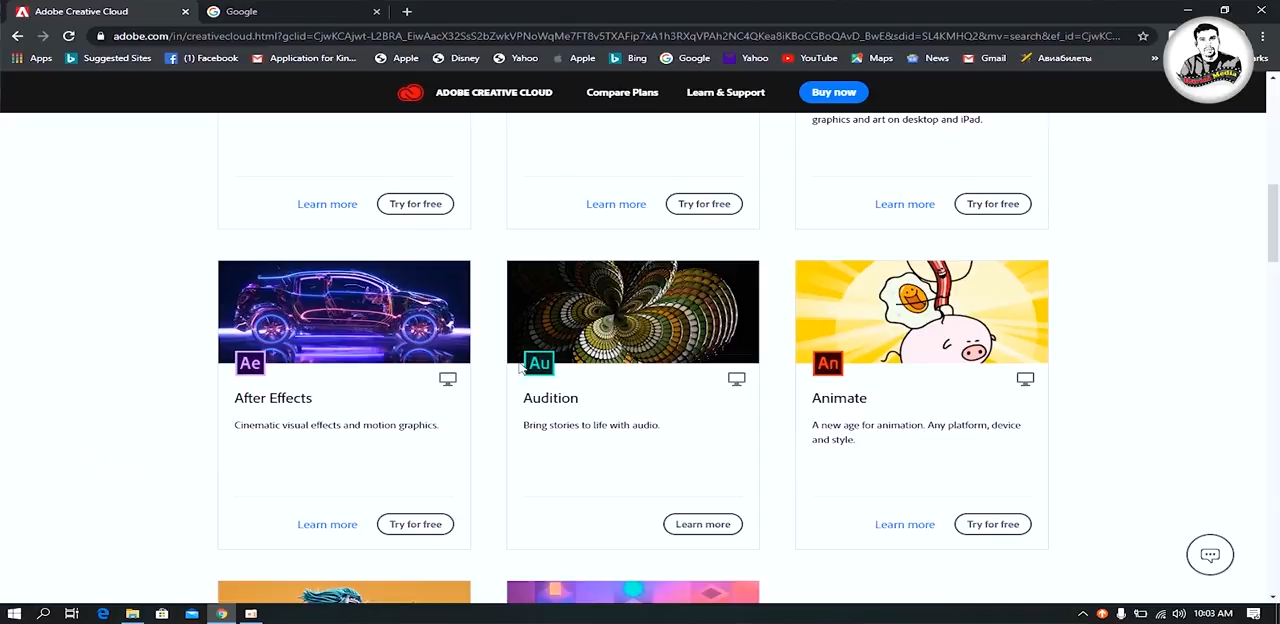 Adobe Creative Cloud
Google
adobe.com/in/creativecloud.html?gclid=CjwKCAjwt-L2BRA_EiwAacX32SsS2bZwkVPNoWqMe7FT8v5TXAFip7xA1h3RXqVPAh2NC4QKea8iKBoCGBoQAvD_BwE&sdid=SL4KMHQ2&mv=search&ef_id=CjwKC...
Apps Suggested Sites (1) Facebook Application for Kin... Apple Disney Yahoo Apple Bing Google Yahoo YouTube Maps News Gmail Авиабилеты »
ADOBE CREATIVE CLOUD Compare Plans Learn & Support Buy now
graphics and art on desktop and iPad.
Learn more Try for free Learn more Try for free Learn more Try for free
Ae Au An
After Effects Audition Animate
Cinematic visual effects and motion graphics. Bring stories to life with audio. A new age for animation. Any platform, device
and style.
Learn more Try for free Learn more Learn more Try for free
10:03 AM